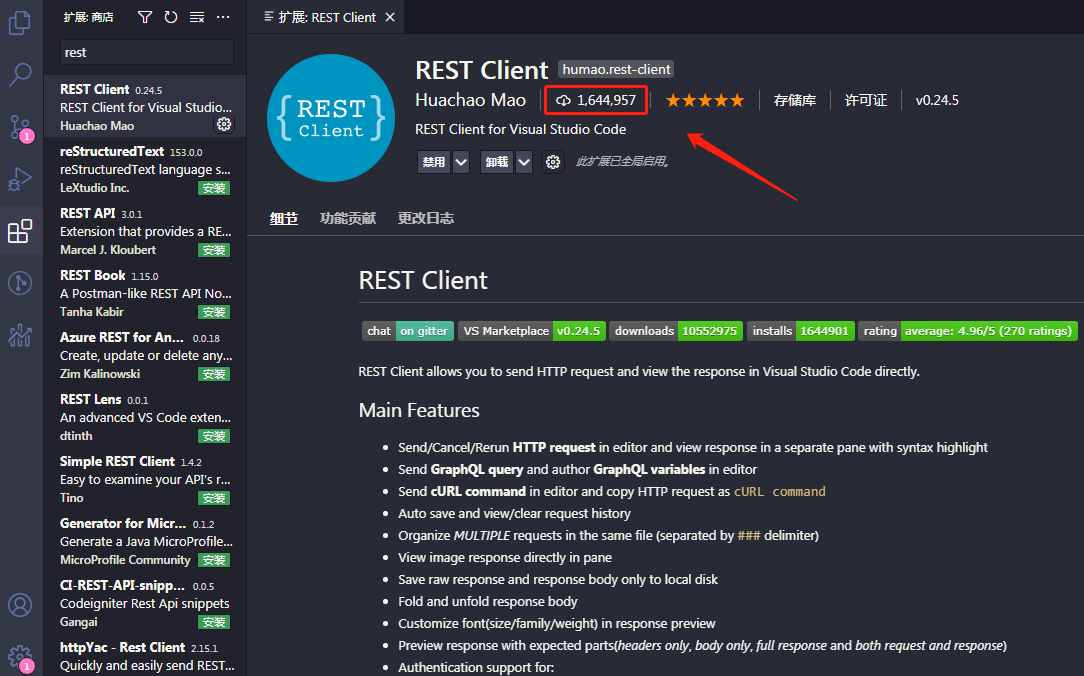 扩展: 商店
rest
REST Client 0.24.5
REST Client for Visual Studio...
Huachao Mao
reStructuredText 153.0.0
reStructuredText language s...
LeXtudio Inc. 安装
REST API 3.0.1
Extension that provides a RE...
Marcel J. Kloubert 安装
REST Book 1.15.0
A Postman-like REST API No...
Tanha Kabir 安装
Azure REST for An... 0.0.18
Create, update or delete any...
Zim Kalinowski 安装
REST Lens 0.0.1
An advanced VS Code exten...
dtinth 安装
Simple REST Client 1.4.2
Easy to examine your API's r...
Tino 安装
Generator for Micr... 0.1.2
Generate a Java MicroProfile...
MicroProfile Community 安装
CI-REST-API-snipp... 0.0.5
Codeigniter Rest Api snippets
Gangai 安装
httpYac - Rest Client 2.15.1
Quickly and easily send REST...
1
1
扩展: REST Client
{ REST Client }
REST Client humao.rest-client
Huachao Mao 1,644,957 ★★★★★ 存储库 许可证 v0.24.5
REST Client for Visual Studio Code
禁用 卸载 此扩展已全局启用。
细节 功能贡献 更改日志
REST Client
chat on gitter VS Marketplace v0.24.5 downloads 10552975 installs 1644901 rating average: 4.96/5 (270 ratings)
REST Client allows you to send HTTP request and view the response in Visual Studio Code directly.
Main Features
• Send/Cancel/Rerun HTTP request in editor and view response in a separate pane with syntax highlight
• Send GraphQL query and author GraphQL variables in editor
• Send cURL command in editor and copy HTTP request as cURL command
• Auto save and view/clear request history
• Organize MULTIPLE requests in the same file (separated by ### delimiter)
• View image response directly in pane
• Save raw response and response body only to local disk
• Fold and unfold response body
• Customize font(size/family/weight) in response preview
• Preview response with expected parts(headers only, body only, full response and both request and response)
• Authentication support for: